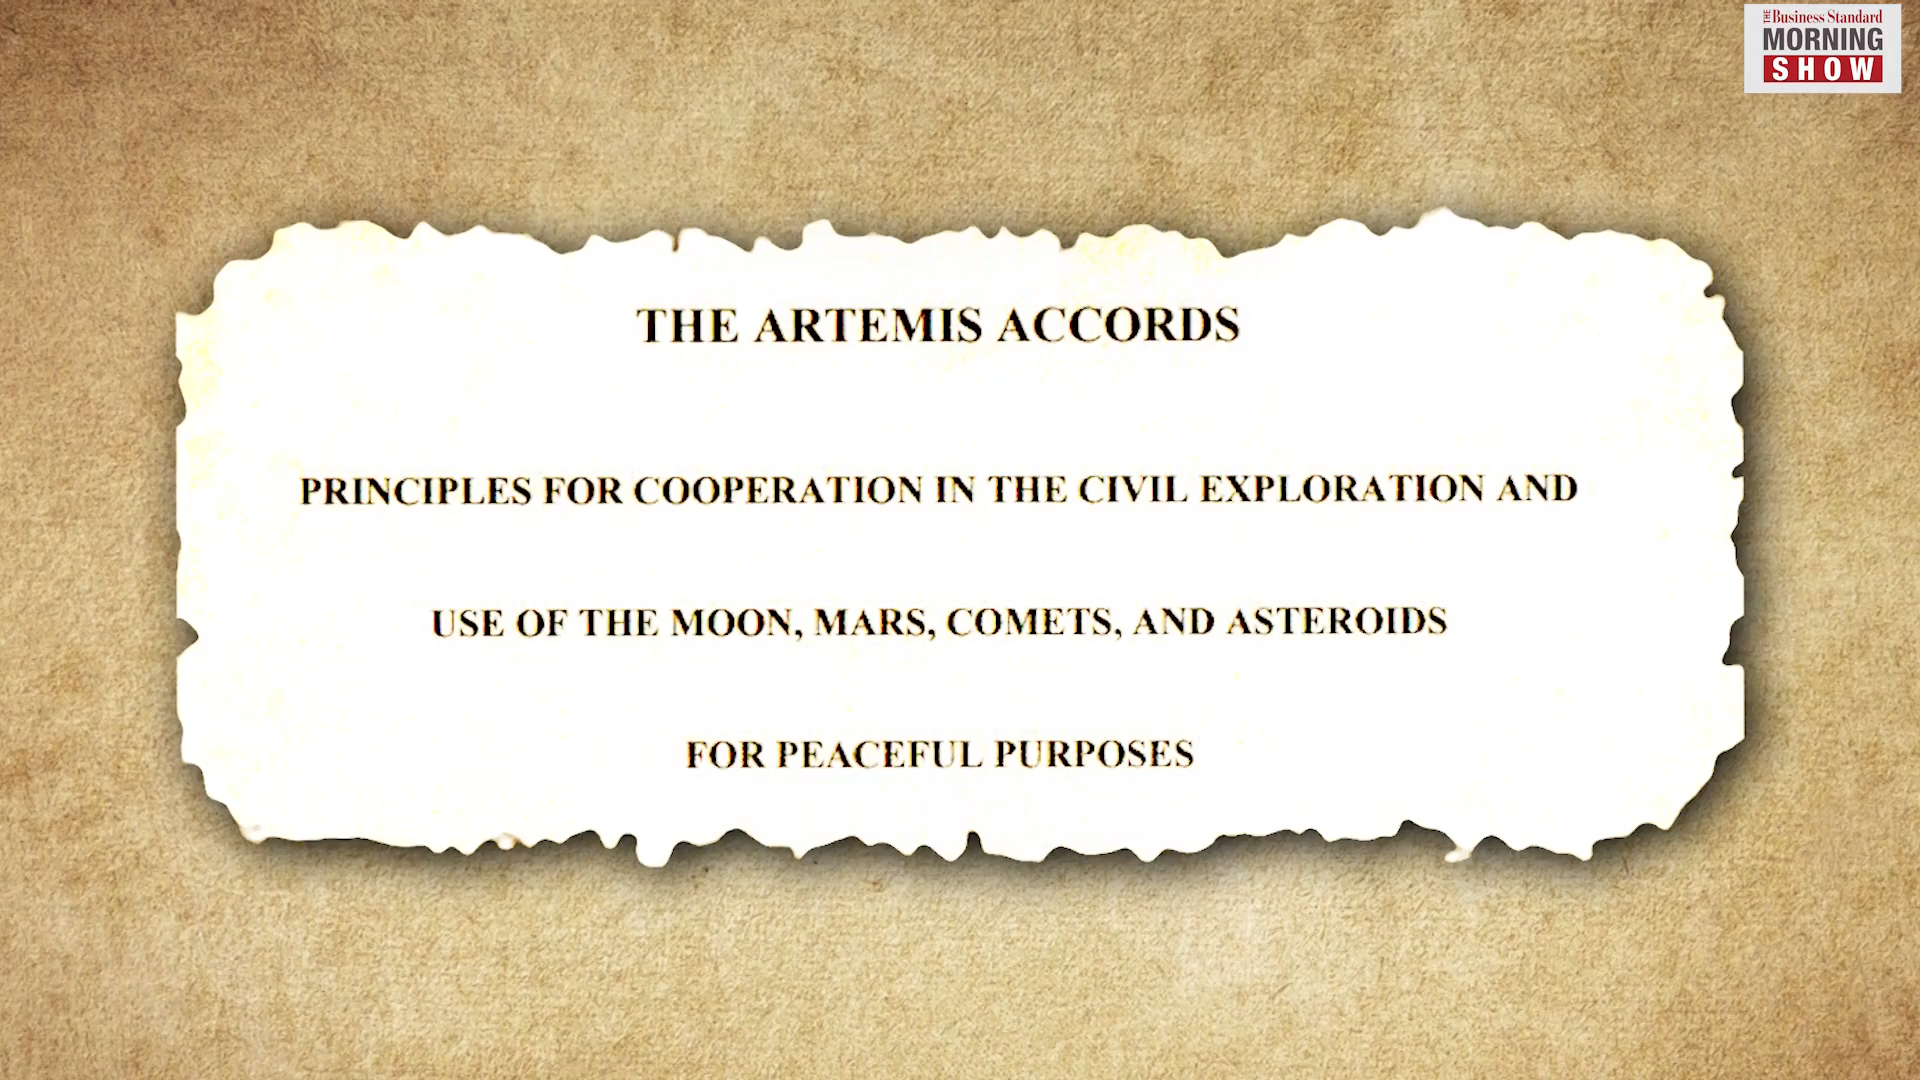 THE Business Standard
MORNING
SHOW
THE ARTEMIS ACCORDS
PRINCIPLES FOR COOPERATION IN THE CIVIL EXPLORATION AND
USE OF THE MOON, MARS, COMETS, AND ASTEROIDS
FOR PEACEFUL PURPOSES